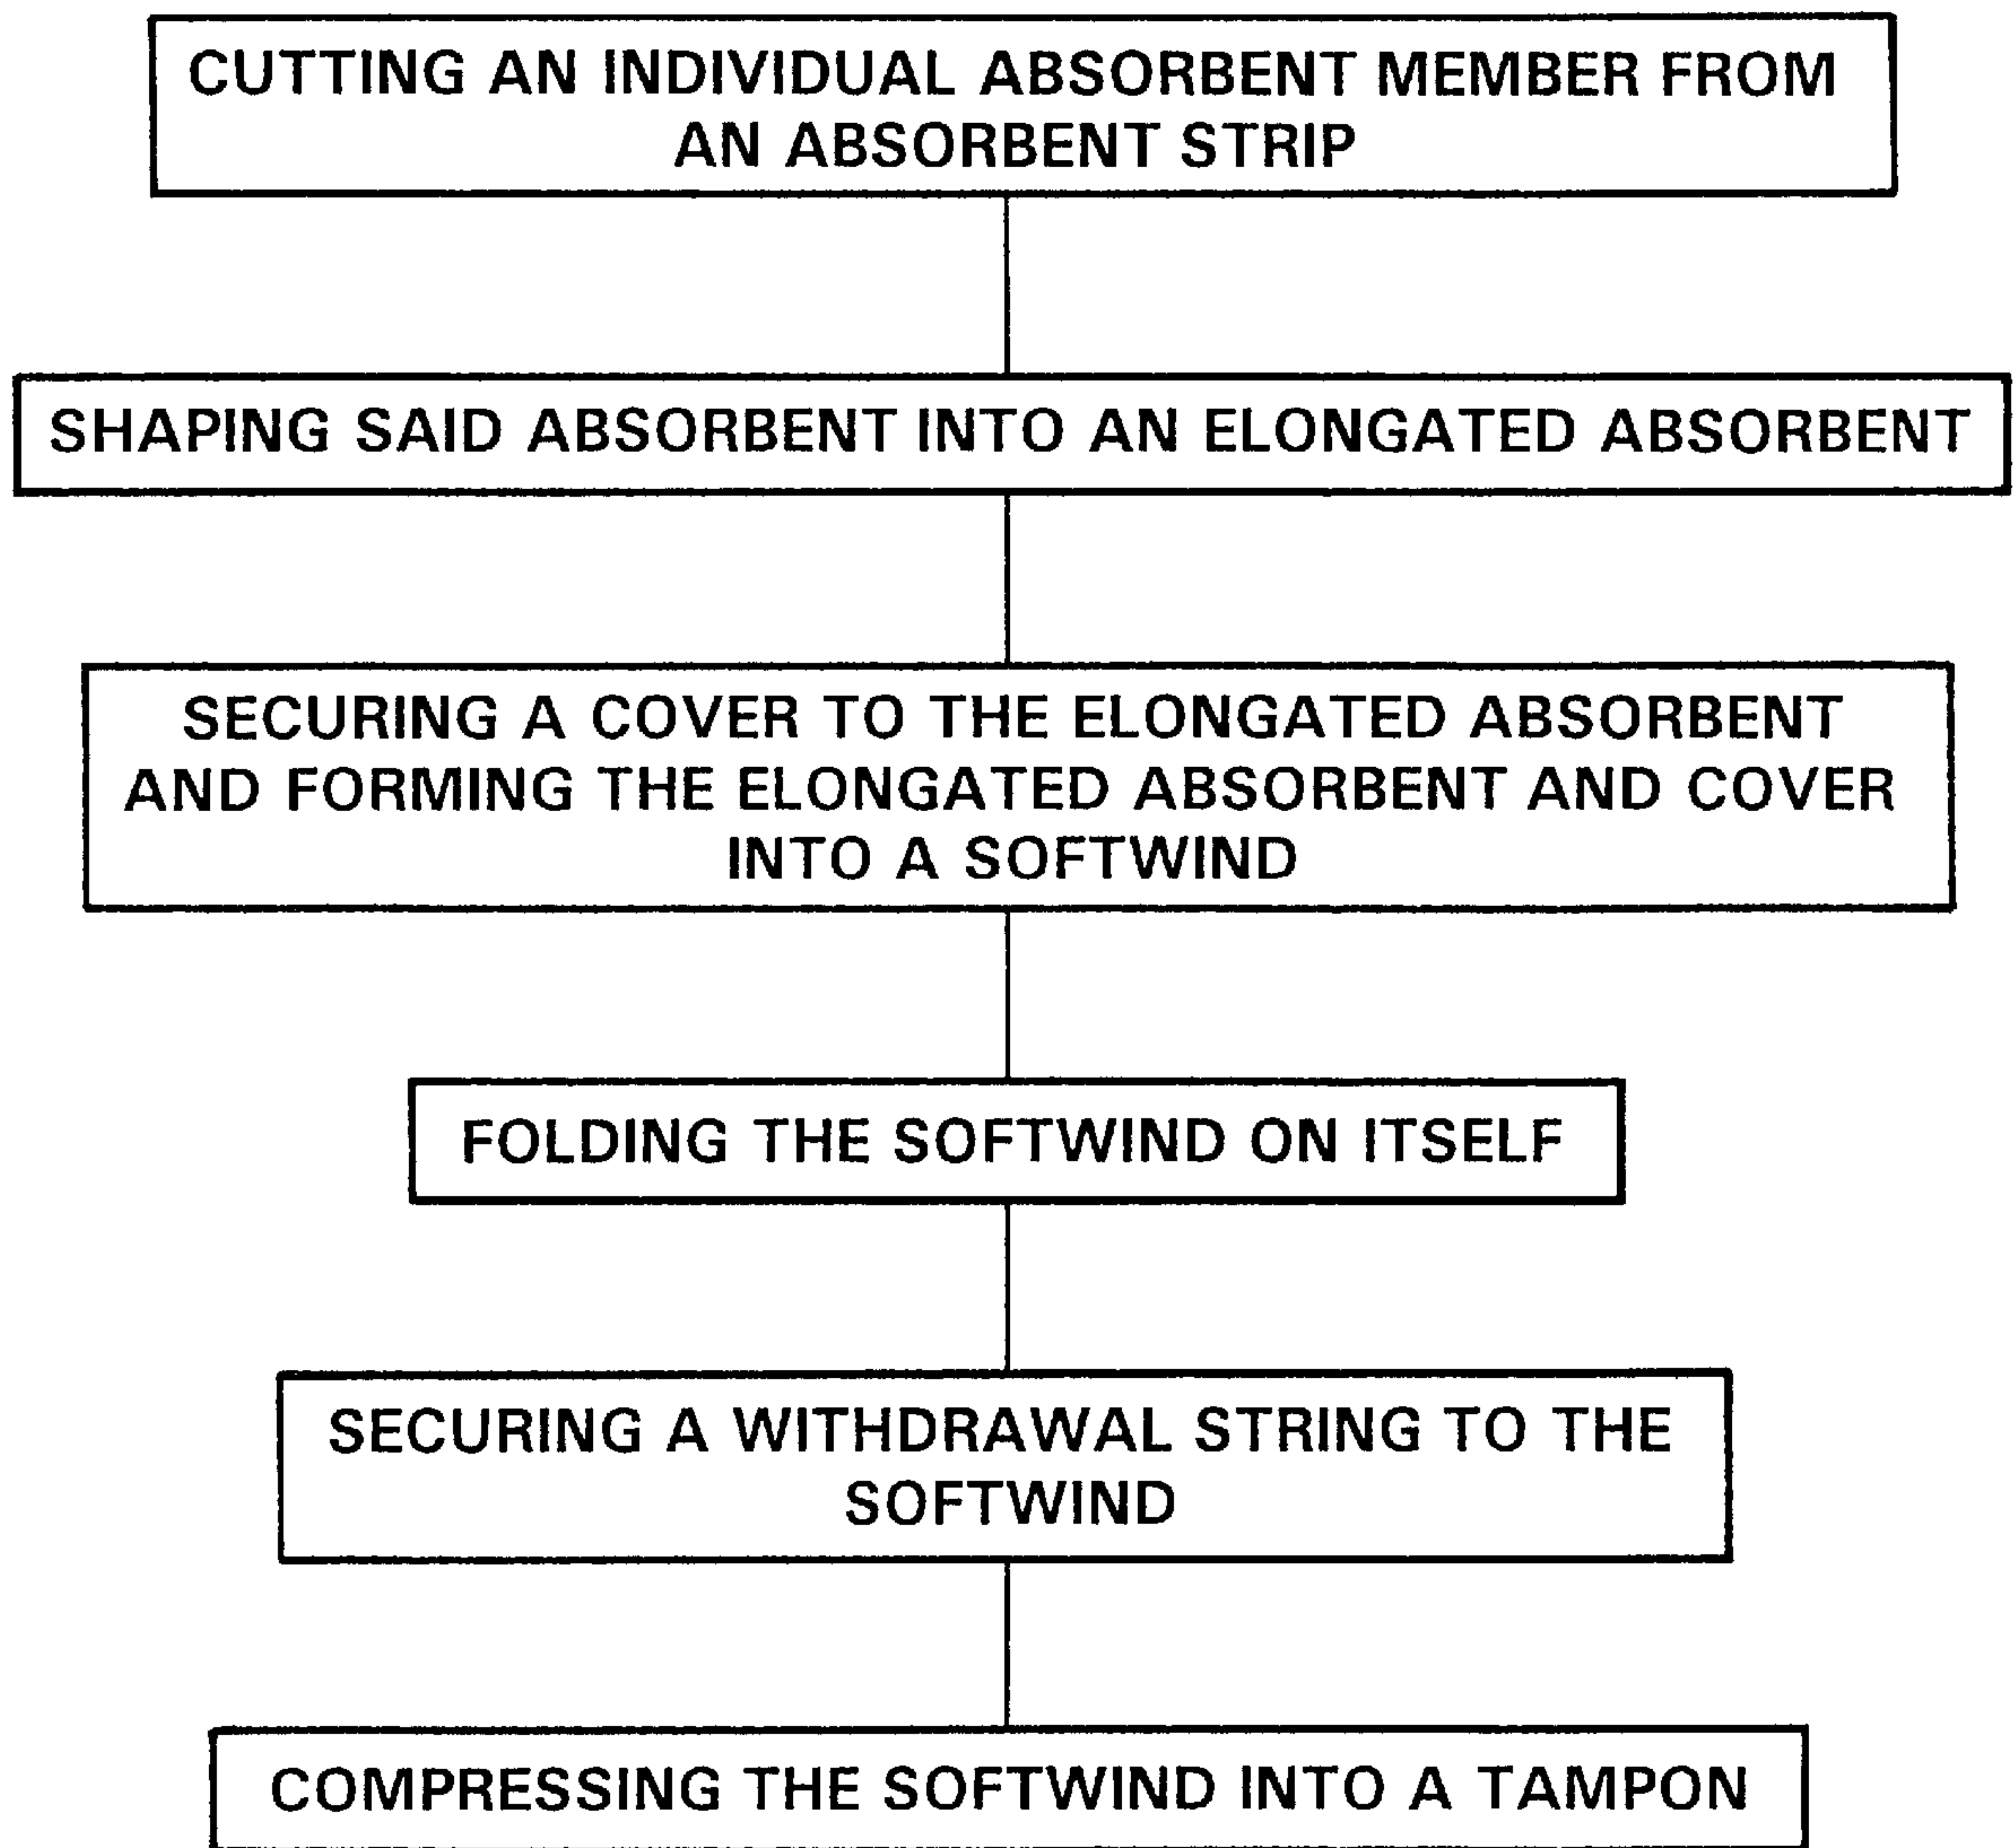 CUTTING AN INDIVIDUAL ABSORBENT MEMBER FROM
AN ABSORBENT STRIP
SHAPING SAID ABSORBENT INTO AN ELONGATED ABSORBENT
SECURING A COVER TO THE ELONGATED ABSORBENT
AND FORMING THE ELONGATED ABSORBENT AND COVER
INTO A SOFTWIND
FOLDING THE SOFTWIND ON ITSELF
SECURING A WITHDRAWAL STRING TO THE
SOFTWIND
COMPRESSING THE SOFTWIND INTO A TAMPON